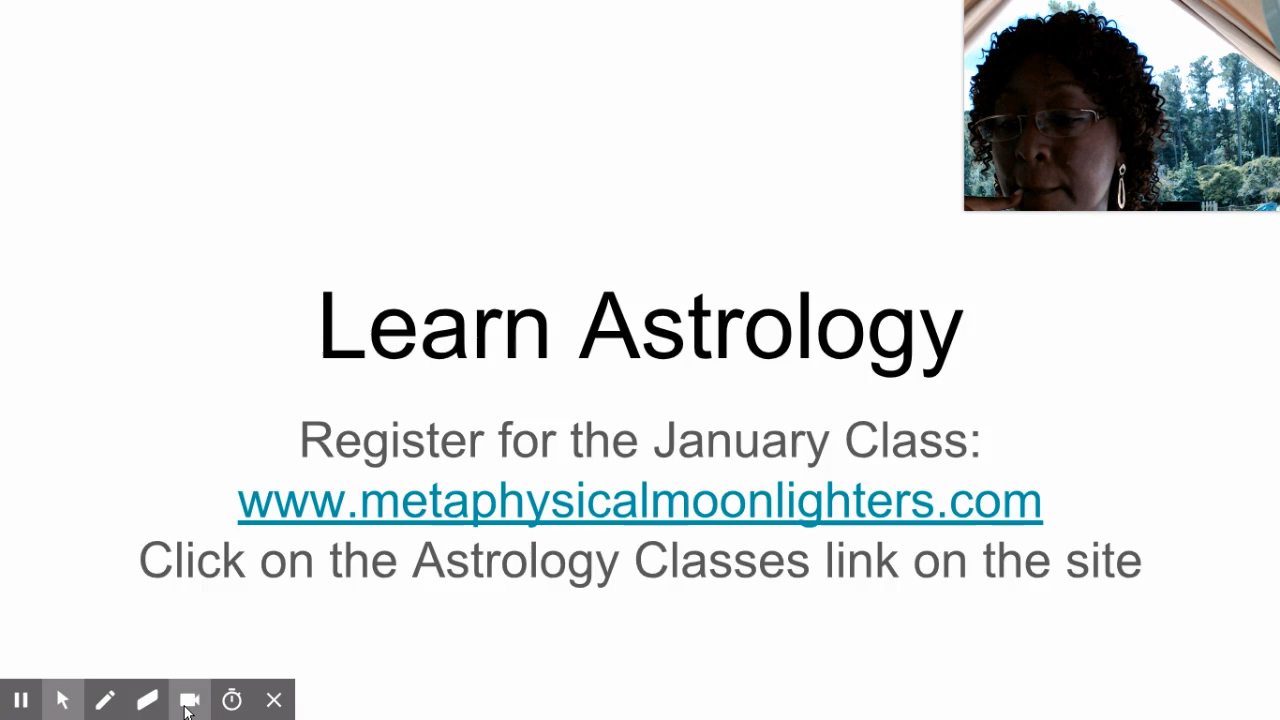 Learn Astrology
Register for the January Class:
www.metaphysicalmoonlighters.com
Click on the Astrology Classes link on the site